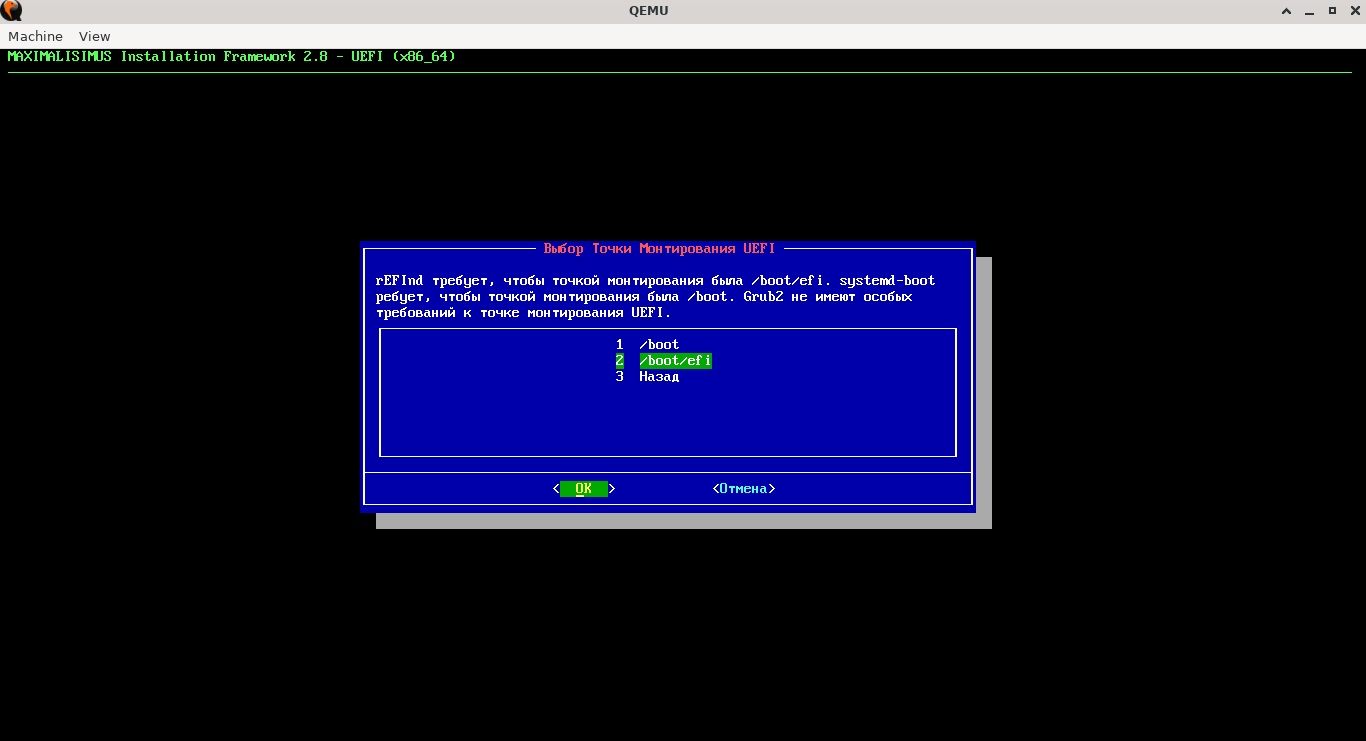 QEMU
Machine View
MAXIMALISIMUS Installation Framework 2.8 - UEFI (x86_64)
Выбор Точки Монтирования UEFI
rEFInd требует, чтобы точкой монтирования была /boot/efi. systemd-boot
ребует, чтобы точкой монтирования была /boot. Grub2 не имеют особых
требований к точке монтирования UEFI.
1 /boot
2 /boot/efi
3 Назад
< OK > <Отмена>